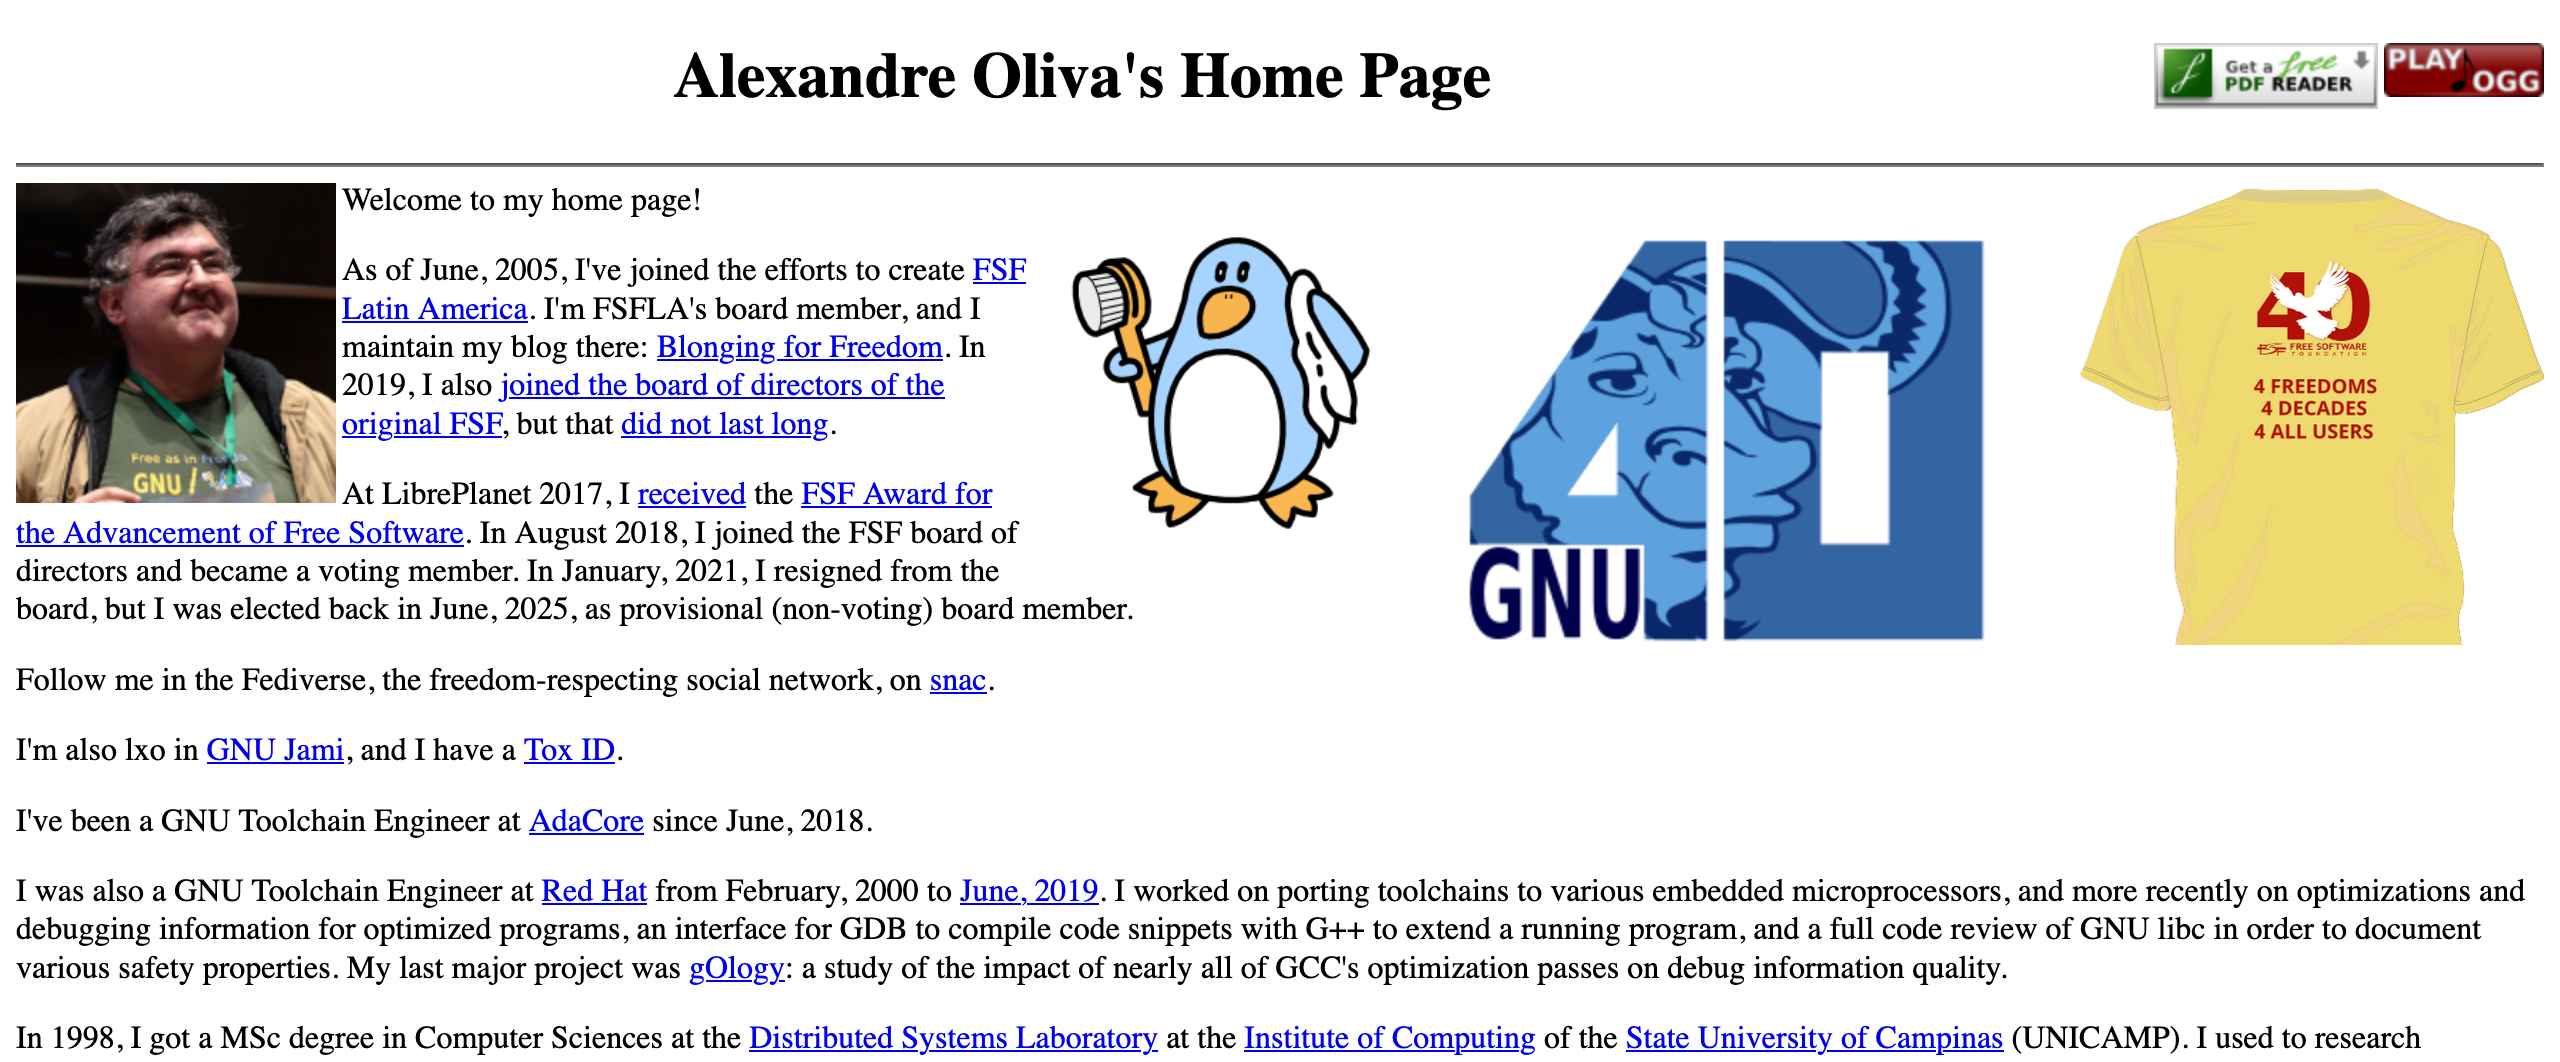 Alexandre Oliva's Home Page
Get a free
PDF READER
PLAY
OGG
Welcome to my home page!
As of June, 2005, I've joined the efforts to create FSF
Latin America. I'm FSFLA's board member, and I
maintain my blog there: Blonging for Freedom. In
2019, I also joined the board of directors of the
original FSF, but that did not last long.
At LibrePlanet 2017, I received the FSF Award for
the Advancement of Free Software. In August 2018, I joined the FSF board of
directors and became a voting member. In January, 2021, I resigned from the
board, but I was elected back in June, 2025, as provisional (non-voting) board member.
Free as in
GNU/
40
GNU
40
FSF FREE SOFTWARE
FOUNDATION
4 FREEDOMS
4 DECADES
4 ALL USERS
Follow me in the Fediverse, the freedom-respecting social network, on snac.
I'm also lxo in GNU Jami, and I have a Tox ID.
I've been a GNU Toolchain Engineer at AdaCore since June, 2018.
I was also a GNU Toolchain Engineer at Red Hat from February, 2000 to June, 2019. I worked on porting toolchains to various embedded microprocessors, and more recently on optimizations and
debugging information for optimized programs, an interface for GDB to compile code snippets with G++ to extend a running program, and a full code review of GNU libc in order to document
various safety properties. My last major project was gOlogy: a study of the impact of nearly all of GCC's optimization passes on debug information quality.
In 1998, I got a MSc degree in Computer Sciences at the Distributed Systems Laboratory at the Institute of Computing of the State University of Campinas (UNICAMP). I used to research